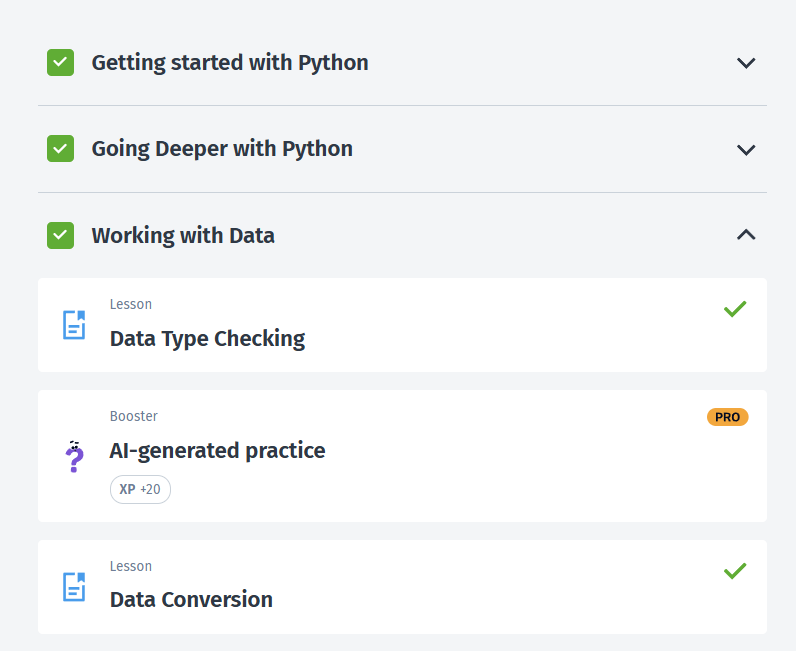 Getting started with Python
Going Deeper with Python
Working with Data
Lesson
Data Type Checking
Booster
PRO
AI-generated practice
XP +20
Lesson
Data Conversion